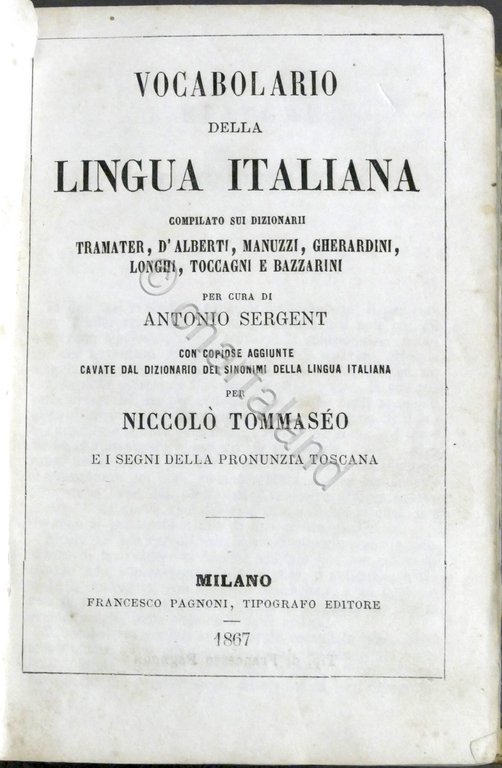 VOCABOLARIO
DELLA
LINGUA ITALIANA
COMPILATO SUI DIZIONARII
TRAMATER, D'ALBERTI, MANUZZI, GHERARDINI,
LONGHI, TOCCAGNI E BAZZARINI
PER CURA DI
ANTONIO SERGENT
CON COPIOSE AGGIUNTE
CAVATE DAL DIZIONARIO DEI SINONIMI DELLA LINGUA ITALIANA
PER
NICCOLÒ TOMMASÉO
E I SEGNI DELLA PRONUNZIA TOSCANA
MILANO
FRANCESCO PAGNONI, TIPOGRAFO EDITORE
1867
© chartaland